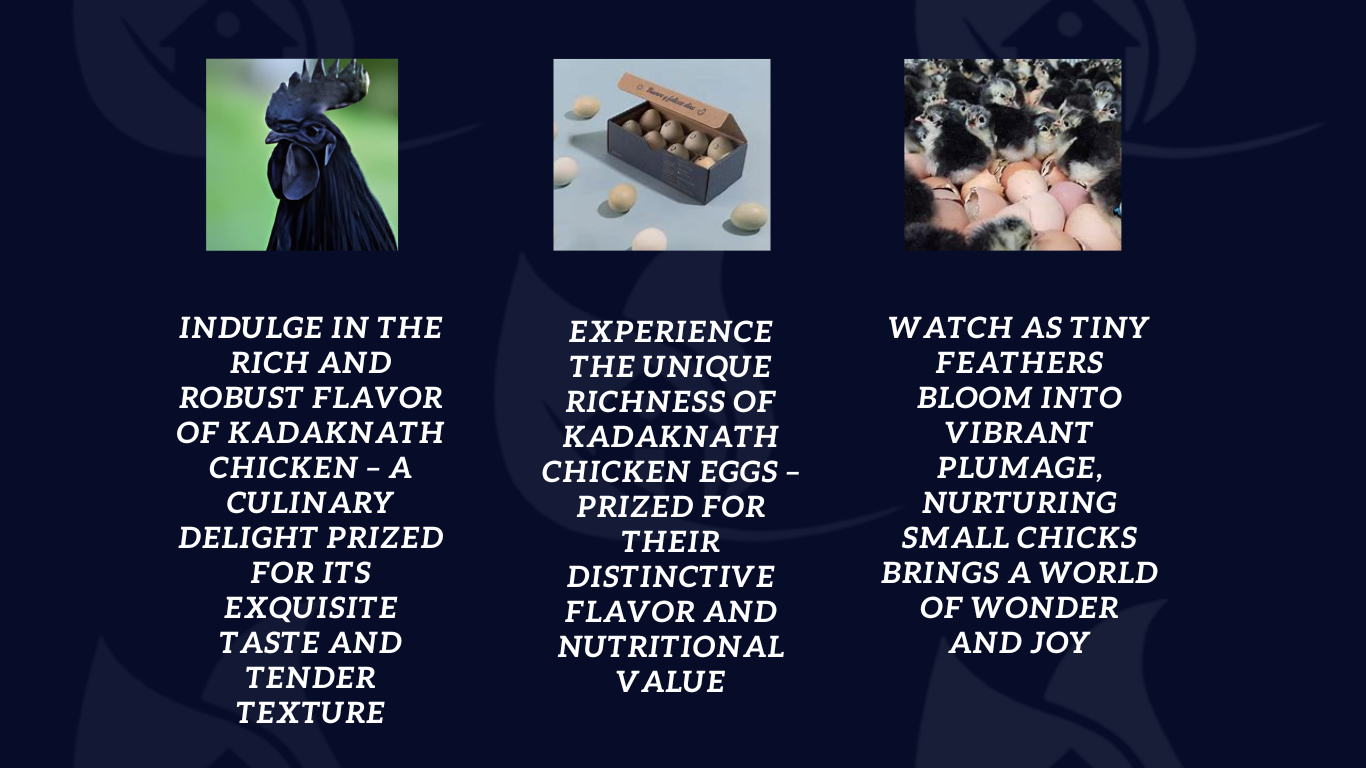 INDULGE IN THE
RICH AND
ROBUST FLAVOR
OF KADAKNATH
CHICKEN – A
CULINARY
DELIGHT PRIZED
FOR ITS
EXQUISITE
TASTE AND
TENDER
TEXTURE
EXPERIENCE
THE UNIQUE
RICHNESS OF
KADAKNATH
CHICKEN EGGS –
PRIZED FOR
THEIR
DISTINCTIVE
FLAVOR AND
NUTRITIONAL
VALUE
WATCH AS TINY
FEATHERS
BLOOM INTO
VIBRANT
PLUMAGE,
NURTURING
SMALL CHICKS
BRINGS A WORLD
OF WONDER
AND JOY